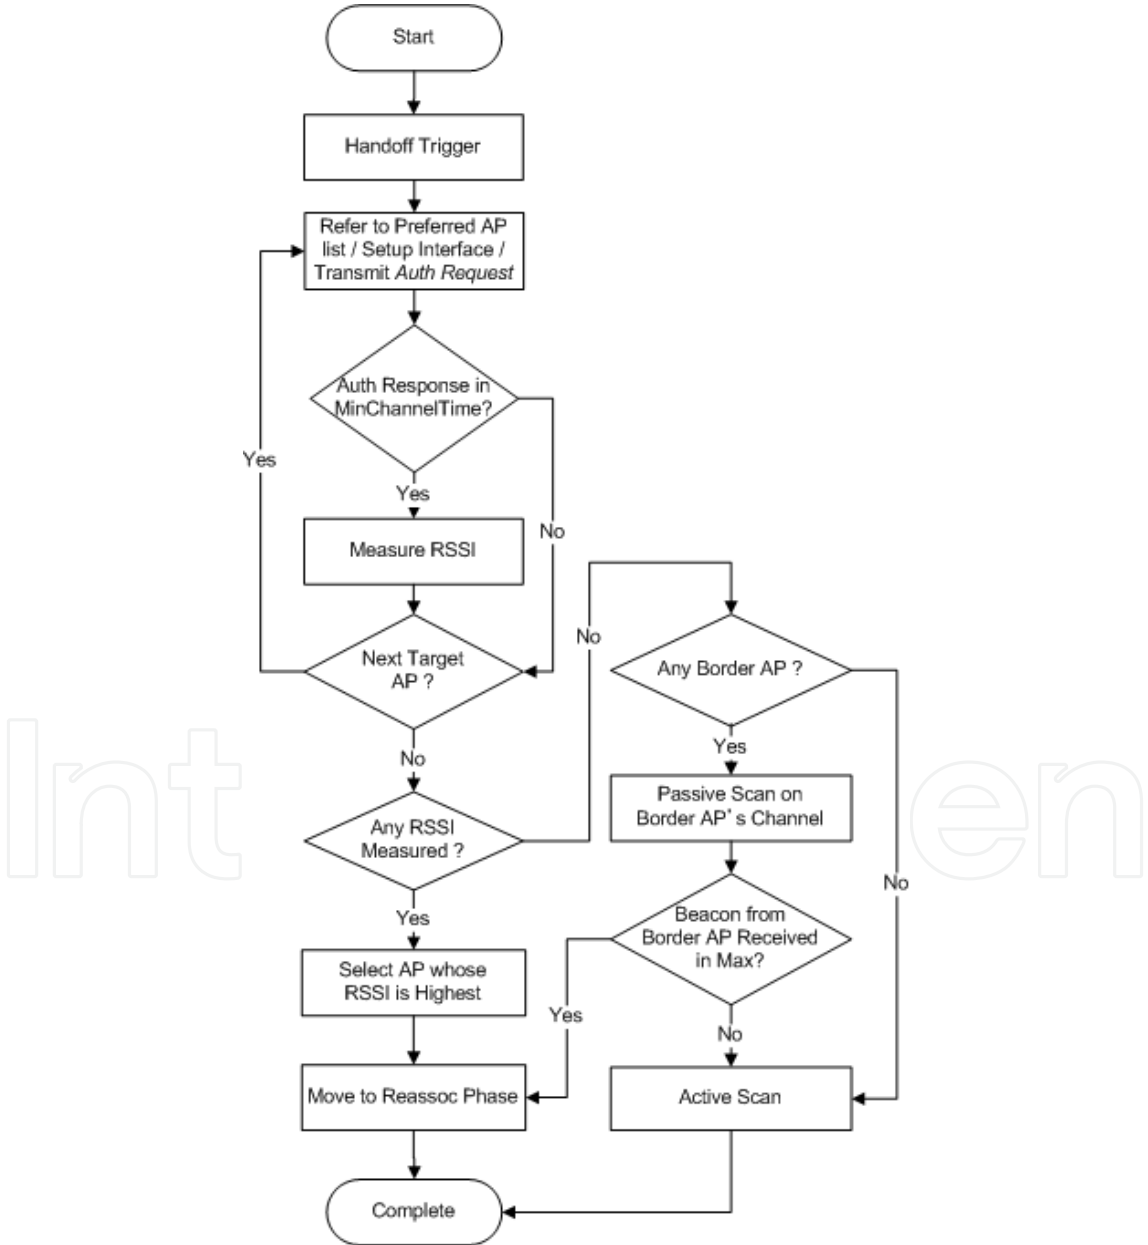 Start
Handoff Trigger
Refer to Preferred AP
list / Setup Interface /
Transmit Auth Request
Auth Response in
MinChannelTime?
Yes
Yes
No
Measure RSSI
Next Target
AP ?
No
No
Any Border AP ?
Yes
Passive Scan on
Border AP's Channel
Any RSSI
Measured ?
Yes
No
Beacon from
Border AP Received
in Max?
Select AP whose
RSSI is Highest
Yes
No
Move to Reassoc Phase
Active Scan
Complete
Int
en